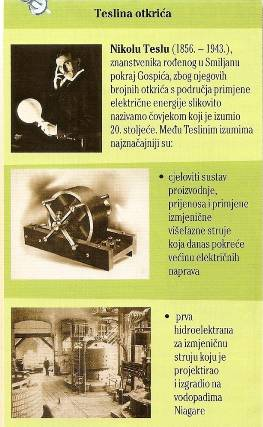 Teslina otkrića
Nikolu Teslu (1856. – 1943.),
znanstvenika rođenog u Smiljanu
pokraj Gospića, zbog njegovih
brojnih otkrića s područja primjene
električne energije slikovito
nazivamo čovjekom koji je izumio
20. stoljeće. Među Teslinim izumima
najznačajniji su:
• cjeloviti sustav
proizvodnje,
prijenosa i primjene
izmjenične
višefazne struje
koja danas pokreće
većinu električnih
naprava
• prva
hidroelektrana
za izmjeničnu
struju koju je
projektirao
i izgradio na
vodopadima
Niagare